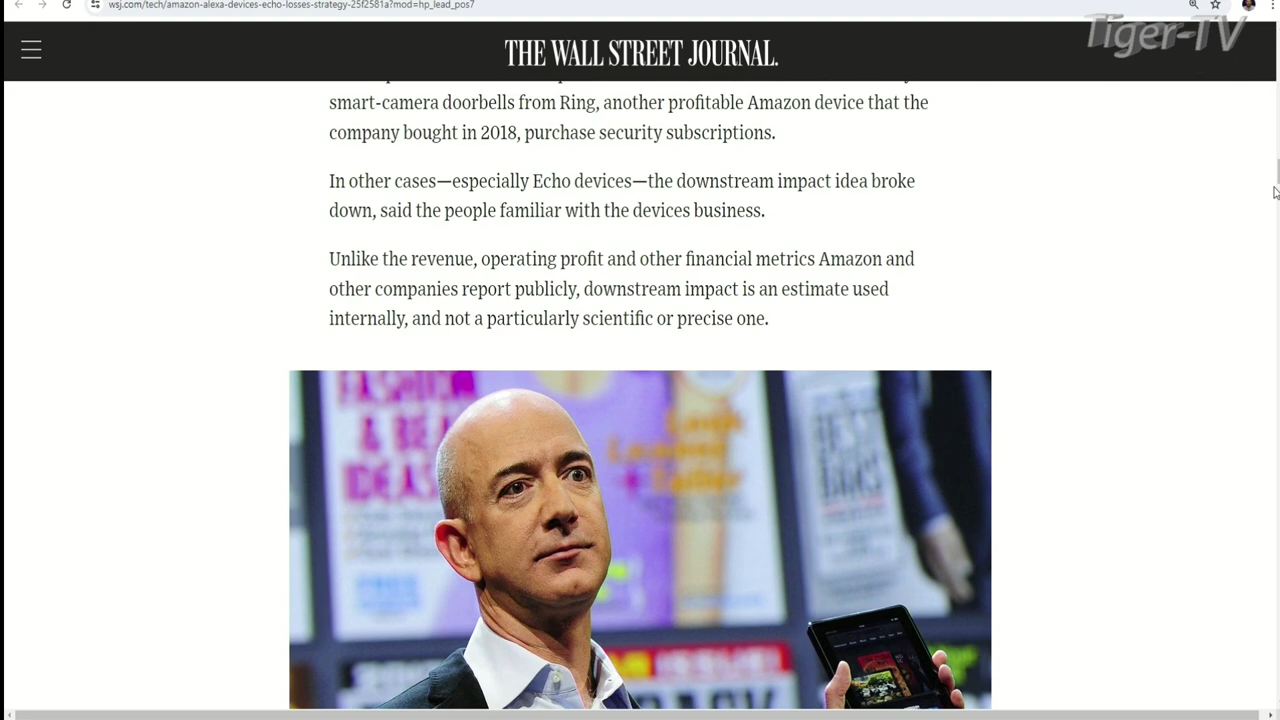 wsj.com/tech/amazon-alexa-devices-echo-losses-strategy-25f2581a?mod=hp_lead_pos7
Tiger-TV
THE WALL STREET JOURNAL.
smart-camera doorbells from Ring, another profitable Amazon device that the
company bought in 2018, purchase security subscriptions.
In other cases—especially Echo devices—the downstream impact idea broke
down, said the people familiar with the devices business.
Unlike the revenue, operating profit and other financial metrics Amazon and
other companies report publicly, downstream impact is an estimate used
internally, and not a particularly scientific or precise one.
FASHION
& BEA
IDEAS
FREE